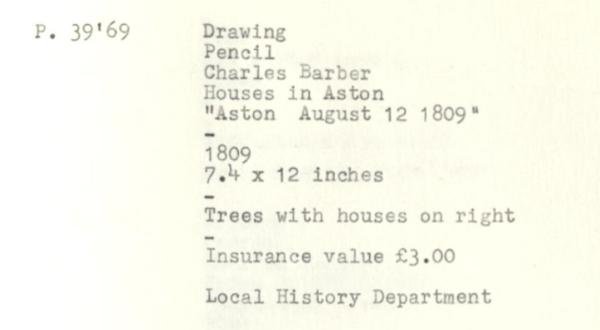 P. 39'69 Drawing
Pencil
Charles Barber
Houses in Aston
"Aston August 12 1809"
-
1809
7.4 x 12 inches
-
Trees with houses on right
-
Insurance value £3.00
Local History Department